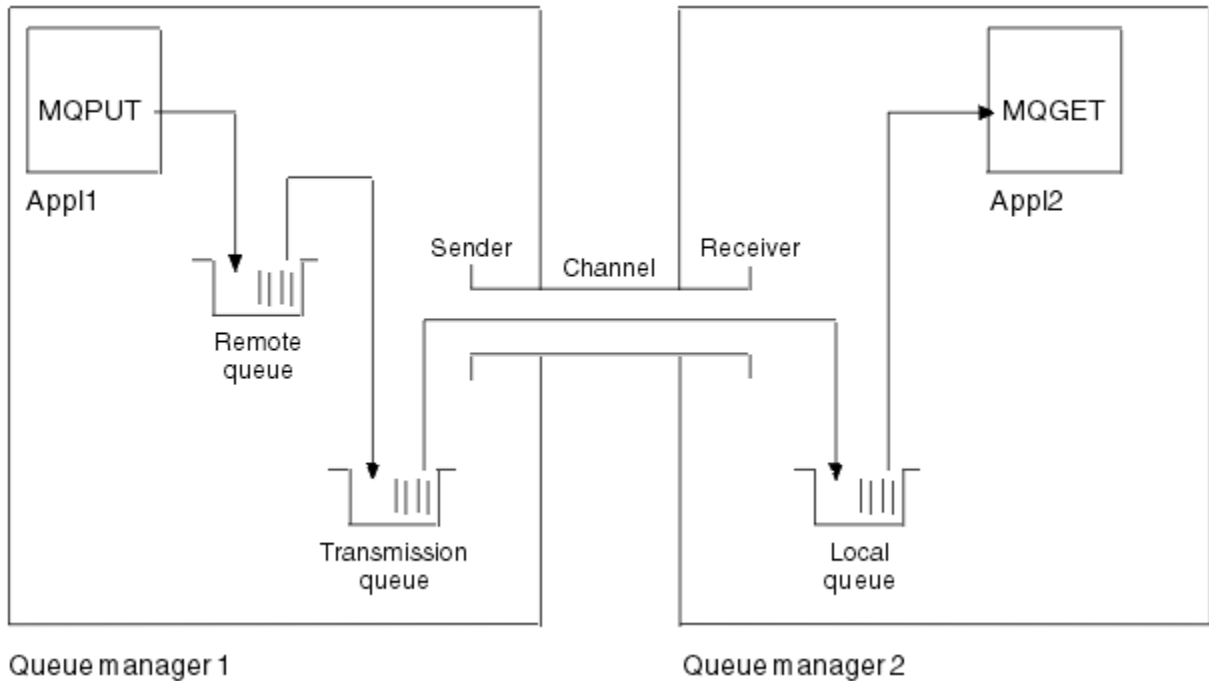 MQPUT
MQGET
Appl1
Appl2
Sender
Channel
Receiver
Remote
queue
Transmission
queue
Local
queue
Queue manager 1
Queue manager 2